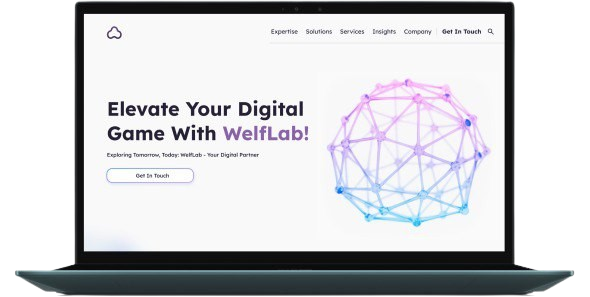 Expertise Solutions Services Insights Company Get In Touch
Elevate Your Digital
Game With WelfLab!
Exploring Tomorrow, Today: WelfLab - Your Digital Partner
Get In Touch